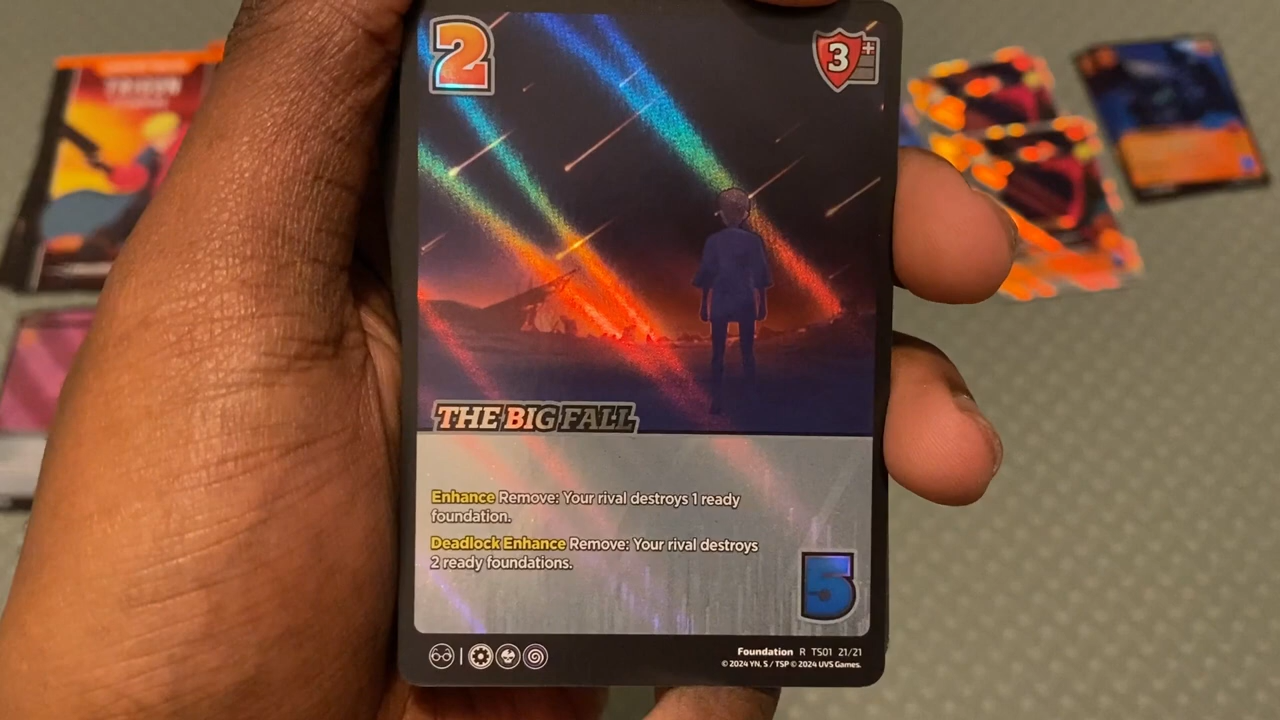 2
3
+
TRIGUN
THE BIG FALL
Enhance Remove: Your rival destroys 1 ready
foundation.
Deadlock Enhance Remove: Your rival destroys
2 ready foundations.
5
Foundation R TS01 21/21
© 2024 YN, S / TSP © 2024 UVS Games.